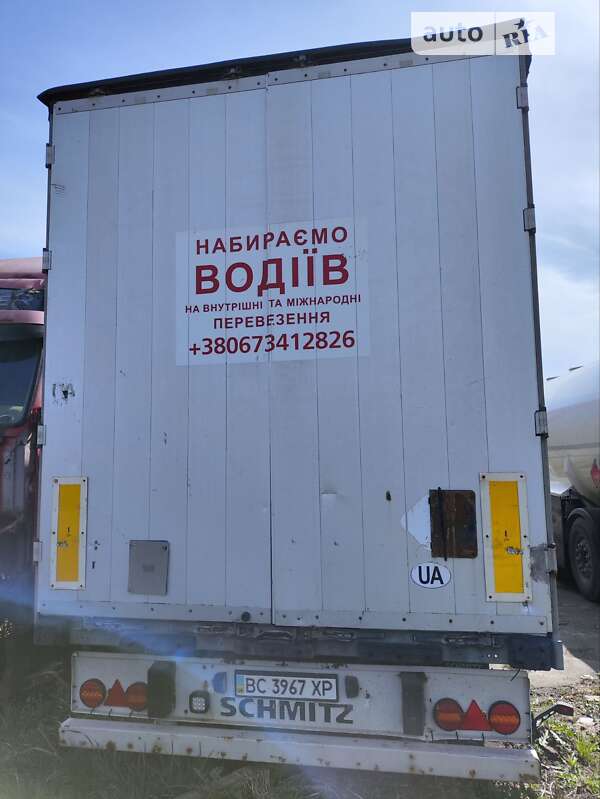 auto RIA
НАБИРАЄМО
ВОДІЇВ
НА ВНУТРІШНІ ТА МІЖНАРОДНІ
ПЕРЕВЕЗЕННЯ
+380673412826
UA
BC 3967 XP
SCHMITZ